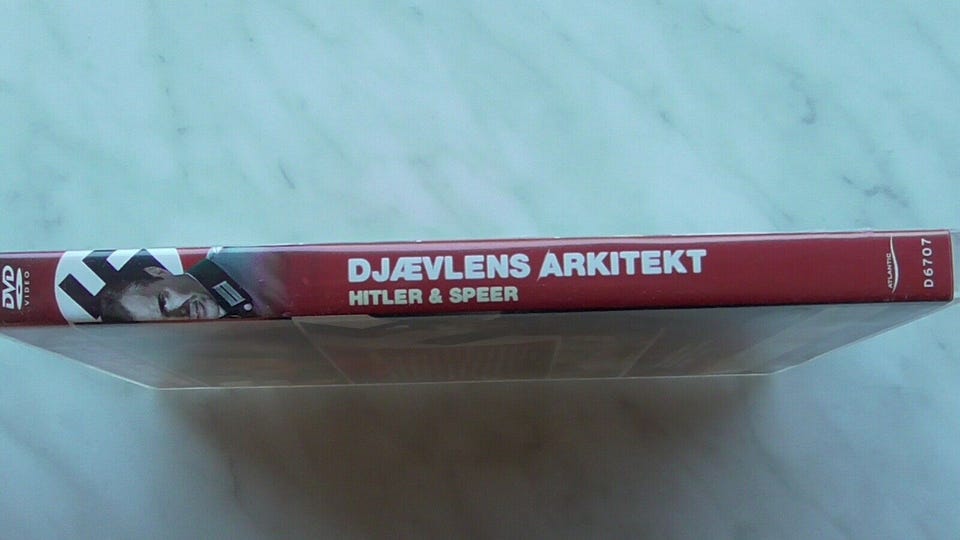 DVD
VIDEO
DJÆVLENS ARKITEKT
HITLER & SPEER
ATLANTIC
D6707